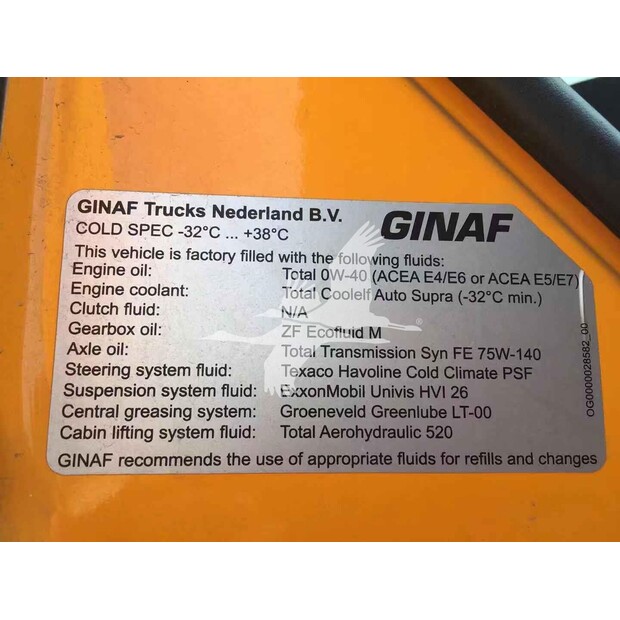 GINAF Trucks Nederland B.V.
GINAF
COLD SPEC -32°C ... +38°C
This vehicle is factory filled with the following fluids:
Engine oil: Total 0W-40 (ACEA E4/E6 or ACEA E5/E7)
Engine coolant: Total Coolelf Auto Supra (-32°C min.)
Clutch fluid: N/A
Gearbox oil: ZF Ecofluid M
Axle oil: Total Transmission Syn FE 75W-140
Steering system fluid: Texaco Havoline Cold Climate PSF
Suspension system fluid: ExxonMobil Univis HVI 26
Central greasing system: Groeneveld Greenlube LT-00
Cabin lifting system fluid: Total Aerohydraulic 520
GINAF recommends the use of appropriate fluids for refills and changes
OG0000028582_00